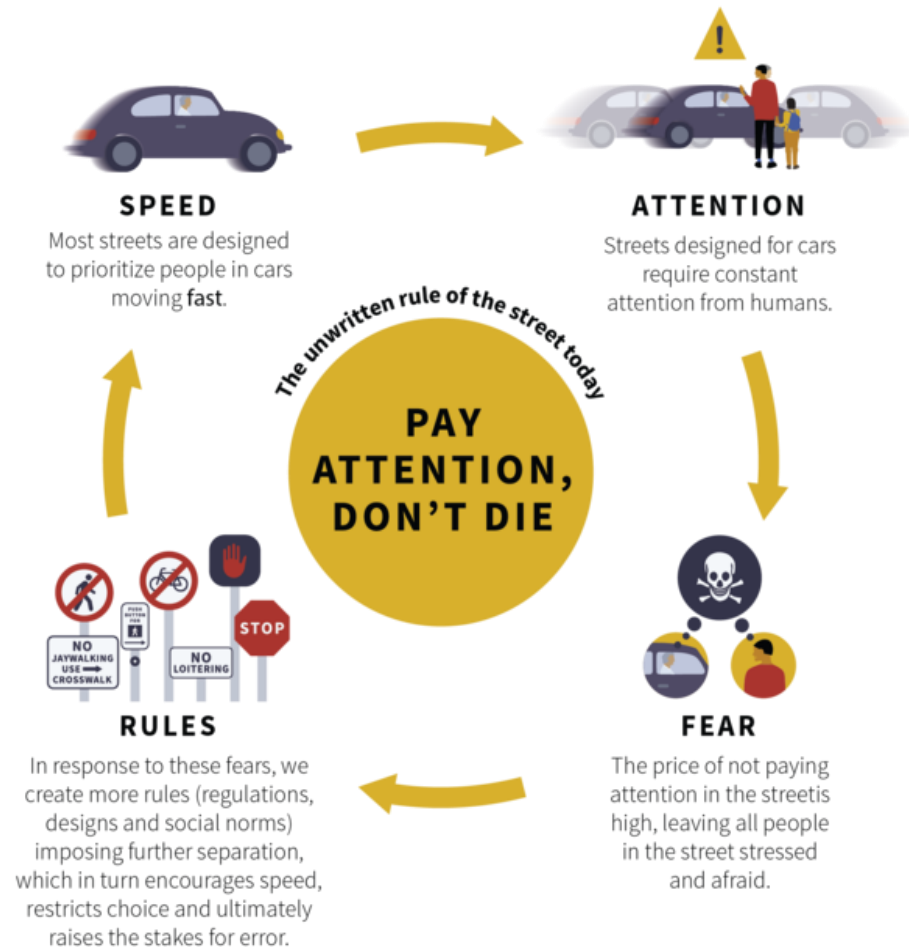 SPEED
Most streets are designed
to prioritize people in cars
moving fast.
ATTENTION
Streets designed for cars
require constant
attention from humans.
The unwritten rule of the street today
PAY
ATTENTION,
DON'T DIE
FEAR
The price of not paying
attention in the streetis
high, leaving all people
in the street stressed
and afraid.
NO
JAYWALKING
USE
CROSSWALK
PUSH
BUTTON
FOR
NO
LOITERING
STOP
RULES
In response to these fears, we
create more rules (regulations,
designs and social norms)
imposing further separation,
which in turn encourages speed,
restricts choice and ultimately
raises the stakes for error.